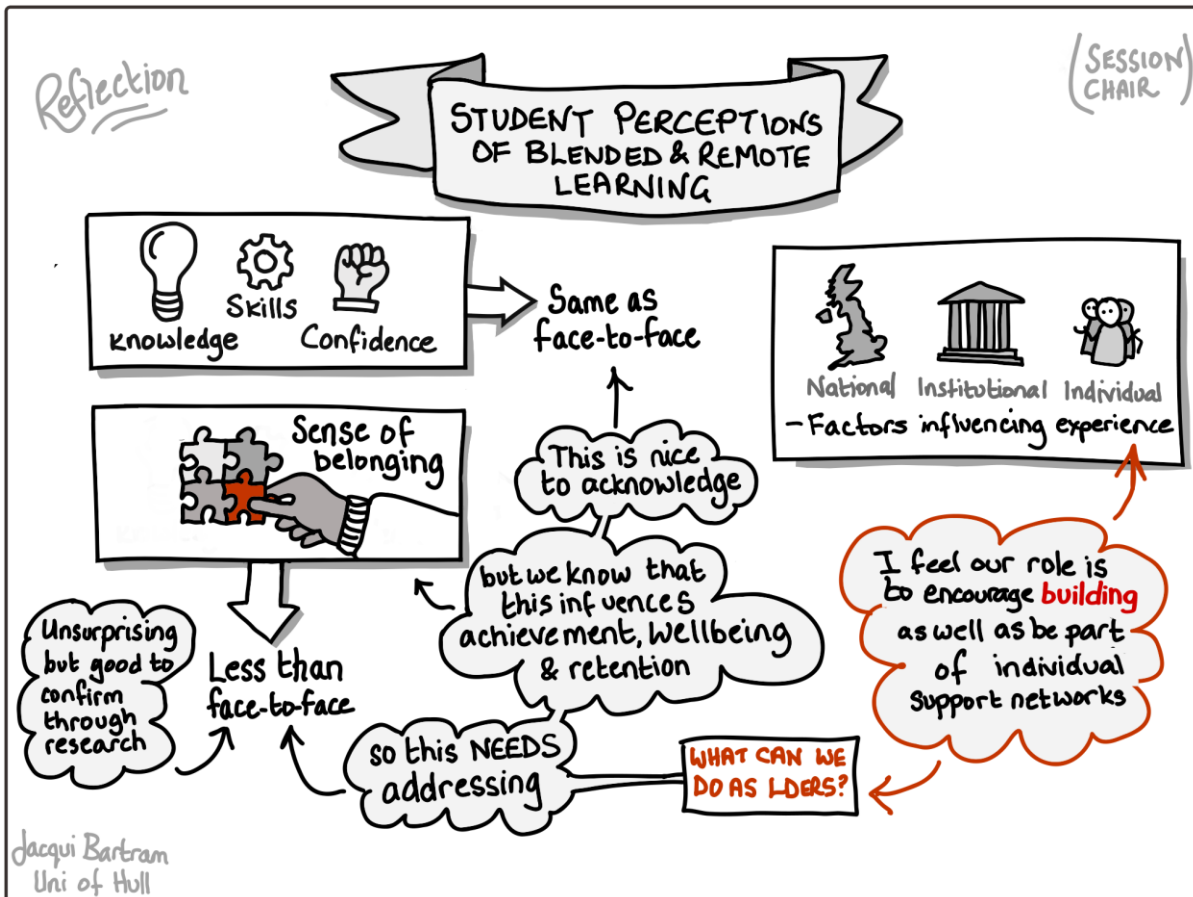 Reflection
(SESSION
CHAIR)
STUDENT PERCEPTIONS
OF BLENDED & REMOTE
LEARNING
Knowledge
Skills
Confidence
Same as
face-to-face
National Institutional Individual
- Factors influencing experience
Sense of
belonging
This is nice
to acknowledge
but we know that
this influences
achievement, Wellbeing
& retention
I feel our role is
to encourage building
as well as be part
of individual
support networks
Unsurprising
but good to
confirm
through
research
Less than
face-to-face
so this NEEDS
addressing
WHAT CAN WE
DO AS LDERS?
Jacqui Bartram
Uni of Hull